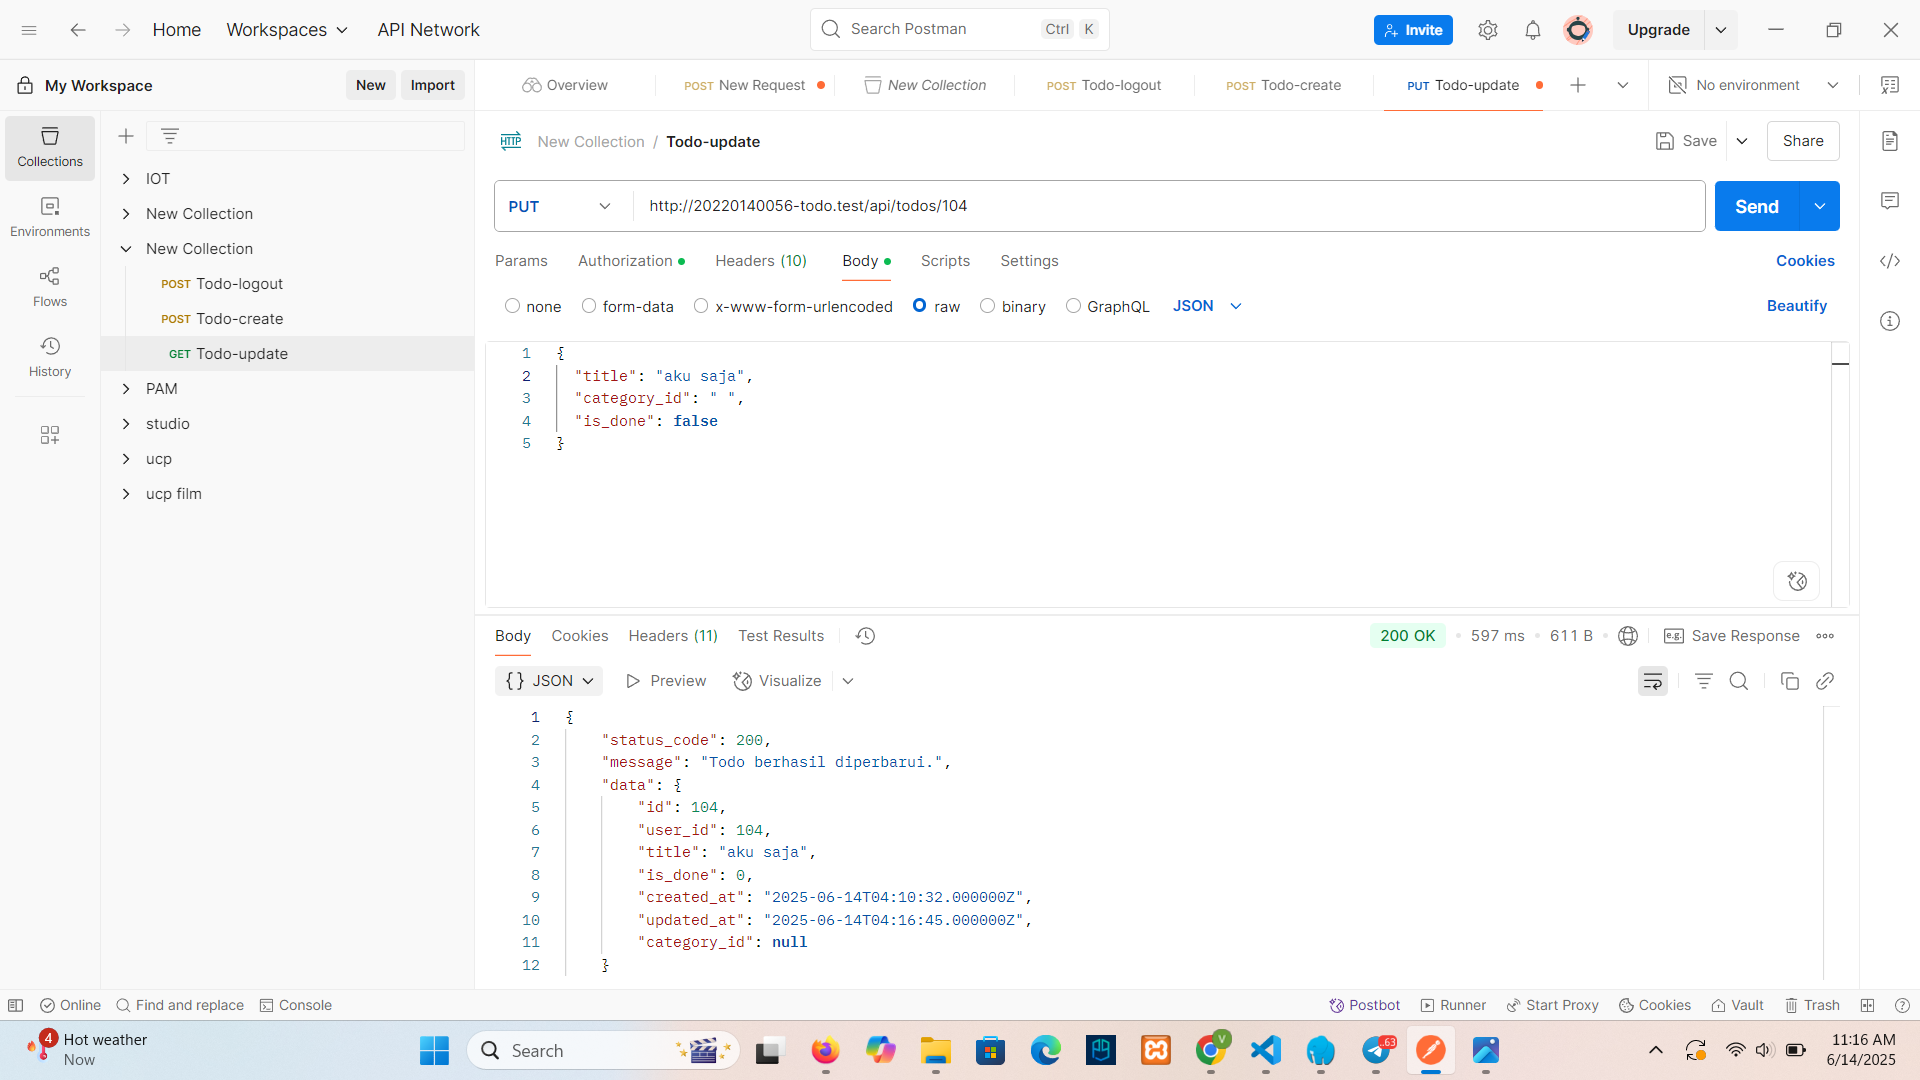 Home
Workspaces
API Network
Search Postman
Ctrl
K
Invite
Upgrade
My Workspace
New
Import
Overview
POST New Request
New Collection
POST Todo-logout
POST Todo-create
PUT Todo-update
No environment
Collections
Environments
Flows
History
IOT
New Collection
New Collection
POST Todo-logout
POST Todo-create
GET Todo-update
PAM
studio
ucp
ucp film
HTTP
New Collection / Todo-update
Save
Share
PUT
http://20220140056-todo.test/api/todos/104
Send
Params
Authorization
Headers (10)
Body
Scripts
Settings
Cookies
none
form-data
x-www-form-urlencoded
raw
binary
GraphQL
JSON
Beautify
1 {
2 "title": "aku saja",
3 "category_id": " ",
4 "is_done": false
5 }
Body
Cookies
Headers (11)
Test Results
200 OK
597 ms
611 B
e.g.
Save Response
{} JSON
Preview
Visualize
1 {
2 "status_code": 200,
3 "message": "Todo berhasil diperbarui.",
4 "data": {
5 "id": 104,
6 "user_id": 104,
7 "title": "aku saja",
8 "is_done": 0,
9 "created_at": "2025-06-14T04:10:32.000000Z",
10 "updated_at": "2025-06-14T04:16:45.000000Z",
11 "category_id": null
12 }
Online
Find and replace
Console
Postbot
Runner
Start Proxy
Cookies
Vault
Trash
4
Hot weather
Now
Search
V
63
11:16 AM
6/14/2025